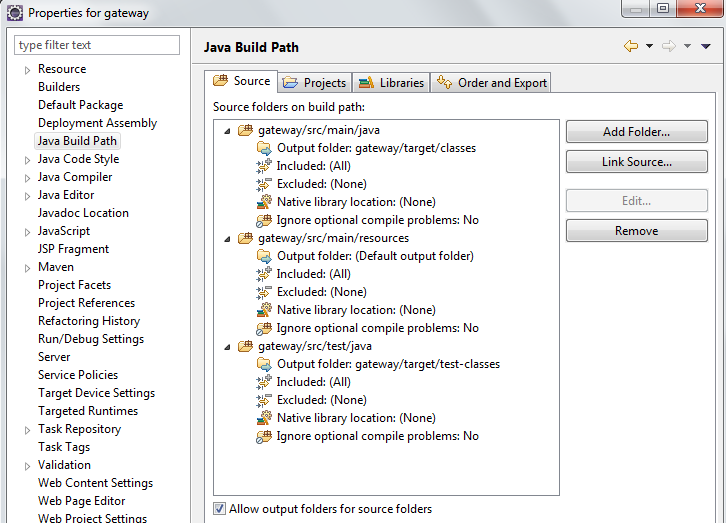 Properties for gateway
type filter text
Resource
Builders
Default Package
Deployment Assembly
Java Build Path
Java Code Style
Java Compiler
Java Editor
Javadoc Location
JavaScript
JSP Fragment
Maven
Project Facets
Project References
Refactoring History
Run/Debug Settings
Server
Service Policies
Target Device Settings
Targeted Runtimes
Task Repository
Task Tags
Validation
Web Content Settings
Web Page Editor
Web Project Settings
Java Build Path
Source Projects Libraries Order and Export
Source folders on build path:
gateway/src/main/java
Output folder: gateway/target/classes
Included: (All)
Excluded: (None)
Native library location: (None)
Ignore optional compile problems: No
gateway/src/main/resources
Output folder: (Default output folder)
Included: (All)
Excluded: (None)
Native library location: (None)
Ignore optional compile problems: No
gateway/src/test/java
Output folder: gateway/target/test-classes
Included: (All)
Excluded: (None)
Native library location: (None)
Ignore optional compile problems: No
Add Folder...
Link Source...
Edit...
Remove
Allow output folders for source folders